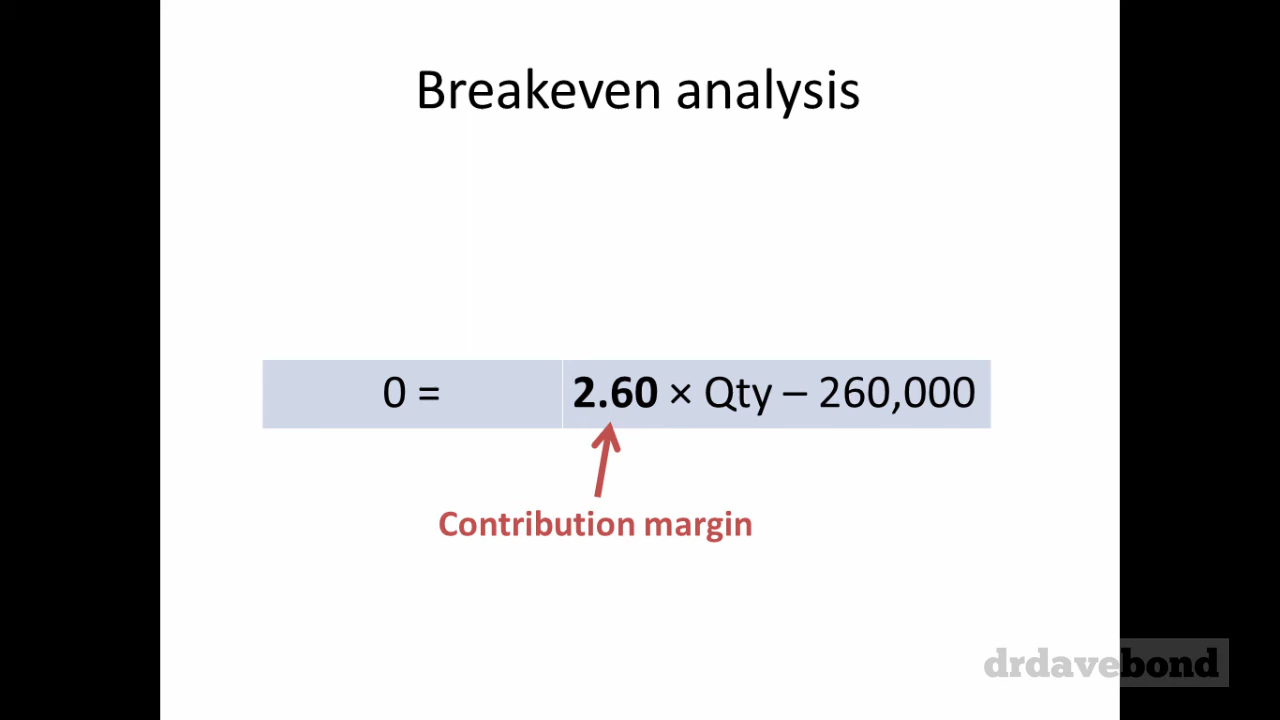 Breakeven analysis
0 = 2.60 × Qty – 260,000
Contribution margin
drdavebond